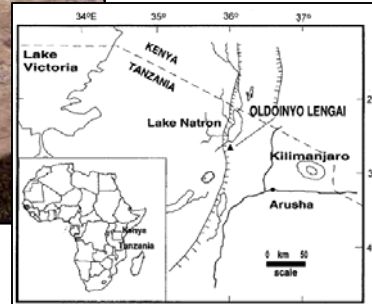 34°E 35° 36° 37°
Lake
Victoria
KENYA
TANZANIA
2
OLDOINYO LENGAI
Lake Natron
Kilimanjaro
3
Arusha
Kenya
Tanzania
0 km 50
scale
4